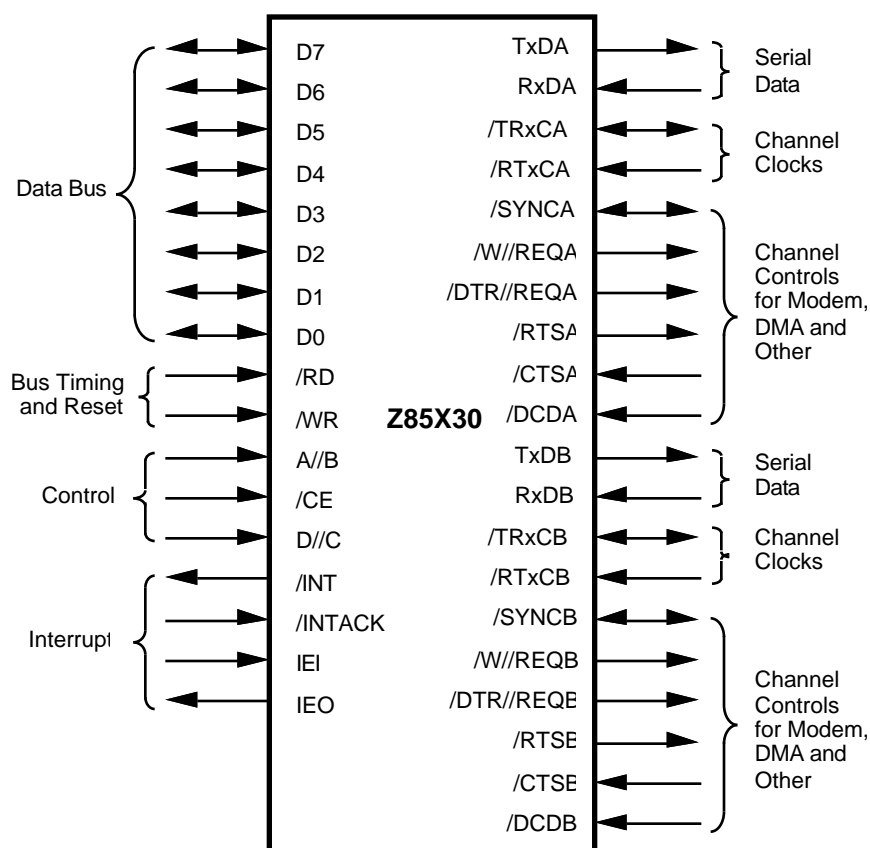 Data Bus
Bus Timing
and Reset
Control
Interrupt
D7
D6
D5
D4
D3
D2
D1
D0
/RD
/WR
A//B
/CE
D//C
/INT
/INTACK
IEI
IEO
Z85X30
TxDA
RxDA
/TRxCA
/RTxCA
/SYNCA
/W//REQA
/DTR//REQA
/RTSA
/CTSA
/DCDA
TxDB
RxDB
/TRxCB
/RTxCB
/SYNCB
/W//REQB
/DTR//REQB
/RTSB
/CTSB
/DCDB
Serial
Data
Channel
Clocks
Channel
Controls
for Modem,
DMA and
Other
Serial
Data
Channel
Clocks
Channel
Controls
for Modem,
DMA and
Other